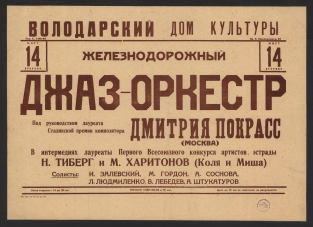 ВОЛОДАРСКИЙ ДОМ КУЛЬТУРЫ
14
14
ЖЕЛЕЗНОДОРОЖНЫЙ
ДЖАЗ-ОРКЕСТР
Под руководством лауреата
Сталинской премии композитора
ДМИТРИЯ ПОКРАСС
(МОСКВА)
В интермедиях лауреаты Первого Всесоюзного конкурса артистов эстрады
Н. ТИБЕРГ и М. ХАРИТОНОВ (Коля и Миша)
Солисты: И. ЗАЛЕВСКИЙ, М. ГОРДОН, А. СОСНОВА,
Л. ЛЮДМИЛЕНКО, В. ЛЕБЕДЕВ, А. ШТУКАТУРОВ